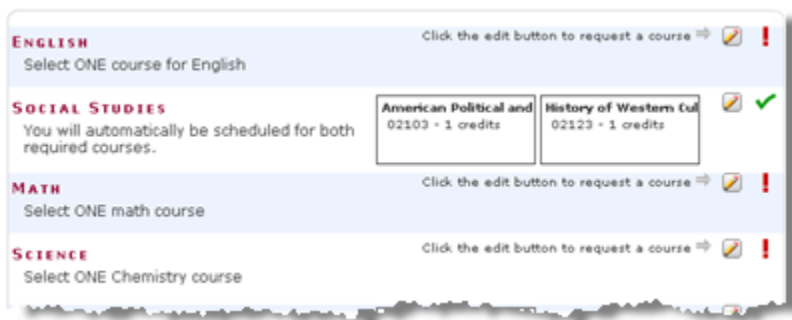 ENGLISH
Click the edit button to request a course
Select ONE course for English
SOCIAL STUDIES
You will automatically be scheduled for both
required courses.
American Political and
02103 - 1 credits
History of Western Cul
02123 - 1 credits
MATH
Click the edit button to request a course
Select ONE math course
SCIENCE
Click the edit button to request a course
Select ONE Chemistry course